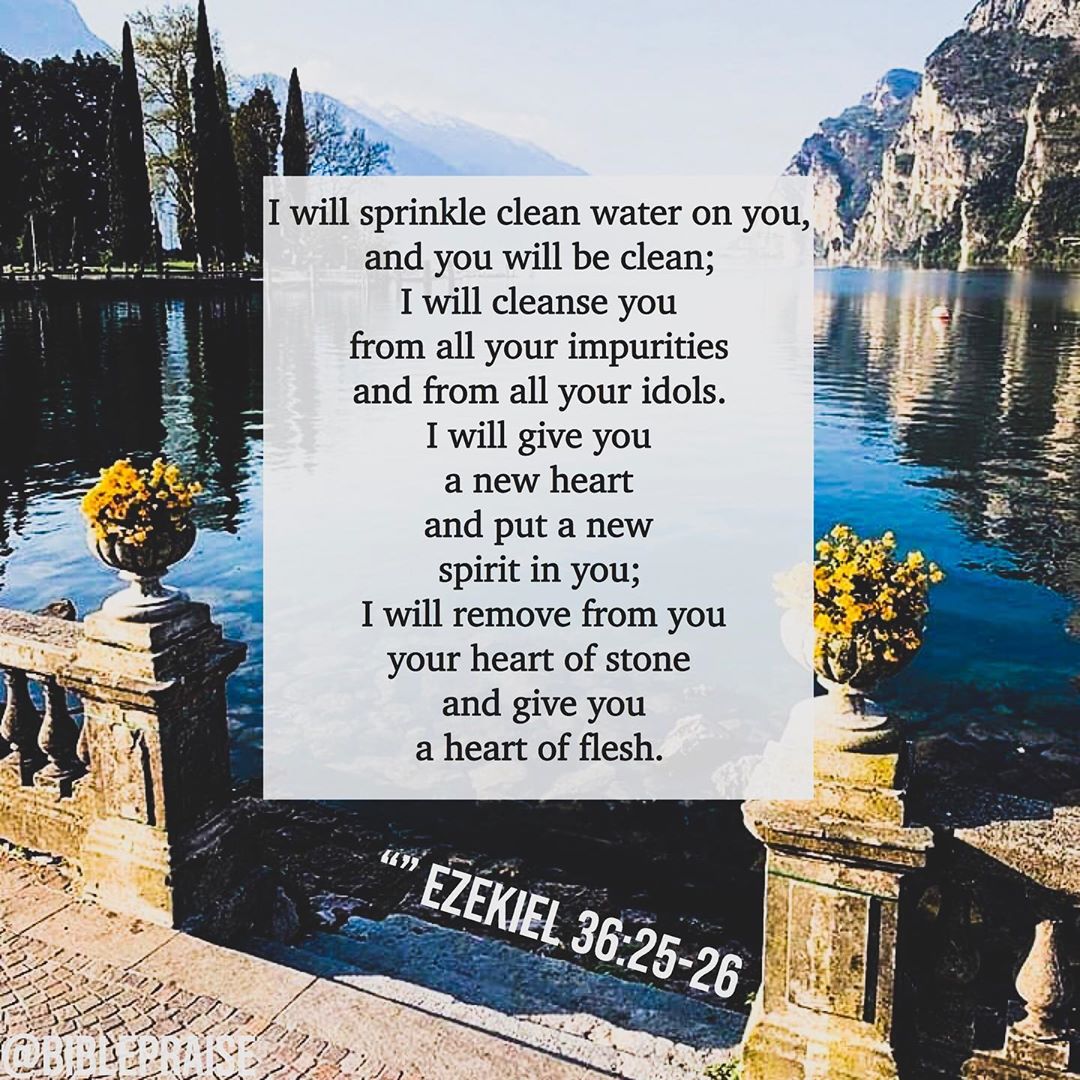 I will sprinkle clean water on you,
and you will be clean;
I will cleanse you
from all your impurities
and from all your idols.
I will give you
a new heart
and put a new
spirit in you;
I will remove from you
your heart of stone
and give you
a heart of flesh.
“” EZEKIEL 36:25-26
@BIBLEPRAISE